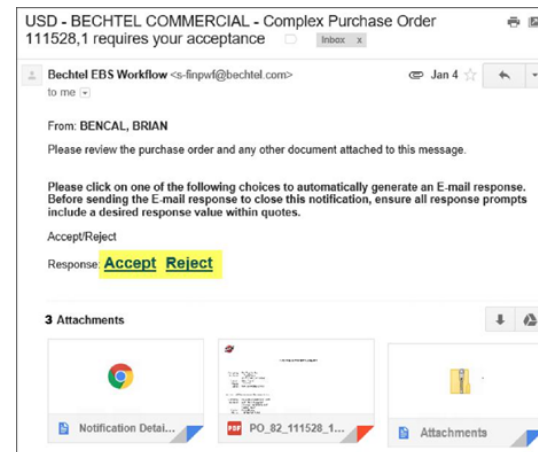 USD - BECHTEL COMMERCIAL - Complex Purchase Order
111528,1 requires your acceptance Inbox x
Bechtel EBS Workflow <s-finpwf@bechtel.com> Jan 4
to me
From: BENCAL, BRIAN
Please review the purchase order and any other document attached to this message.
Please click on one of the following choices to automatically generate an E-mail response.
Before sending the E-mail response to close this notification, ensure all response prompts
include a desired response value within quotes.
Accept/Reject
Response: Accept Reject
3 Attachments
Notification Detai... PDF PO_82_111528_1... Attachments